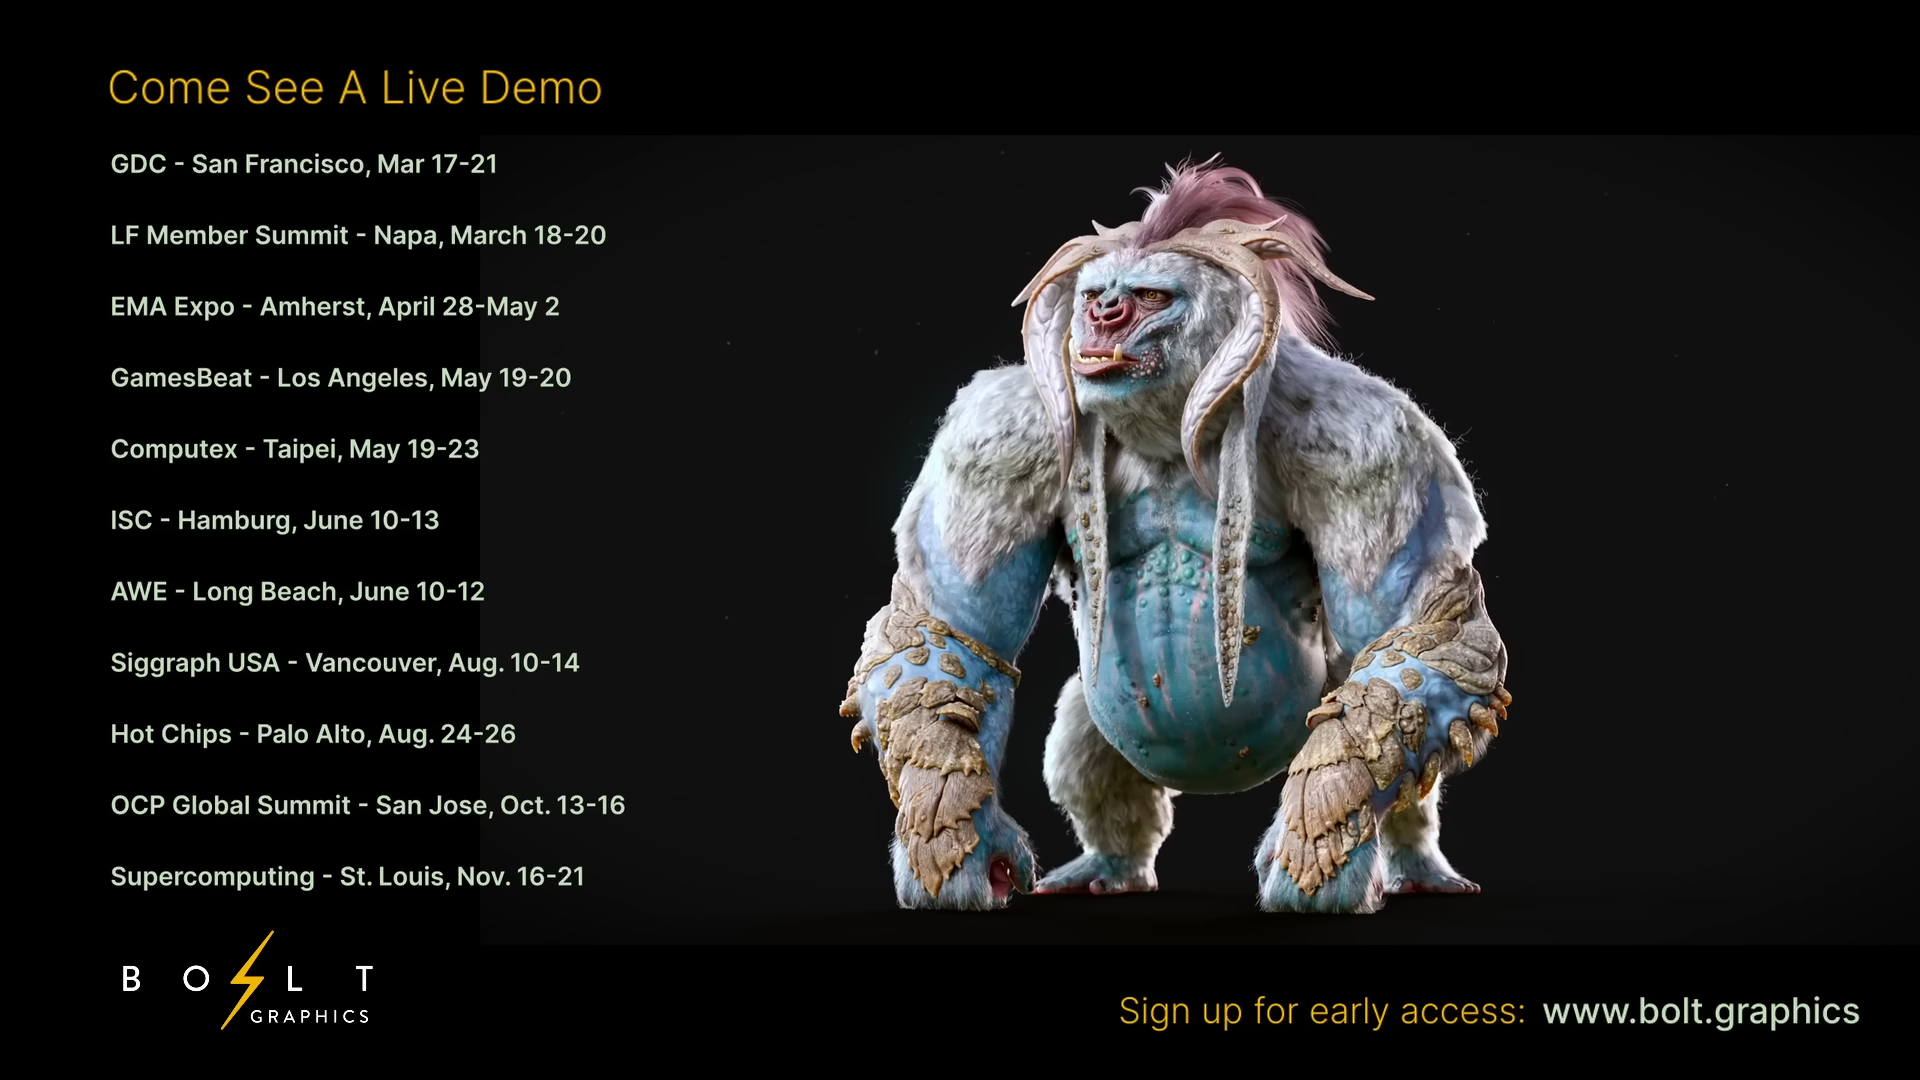 Come See A Live Demo
GDC - San Francisco, Mar 17-21
LF Member Summit - Napa, March 18-20
EMA Expo - Amherst, April 28-May 2
GamesBeat - Los Angeles, May 19-20
Computex - Taipei, May 19-23
ISC - Hamburg, June 10-13
AWE - Long Beach, June 10-12
Siggraph USA - Vancouver, Aug. 10-14
Hot Chips - Palo Alto, Aug. 24-26
OCP Global Summit - San Jose, Oct. 13-16
Supercomputing - St. Louis, Nov. 16-21
BOLT
GRAPHICS
Sign up for early access: www.bolt.graphics